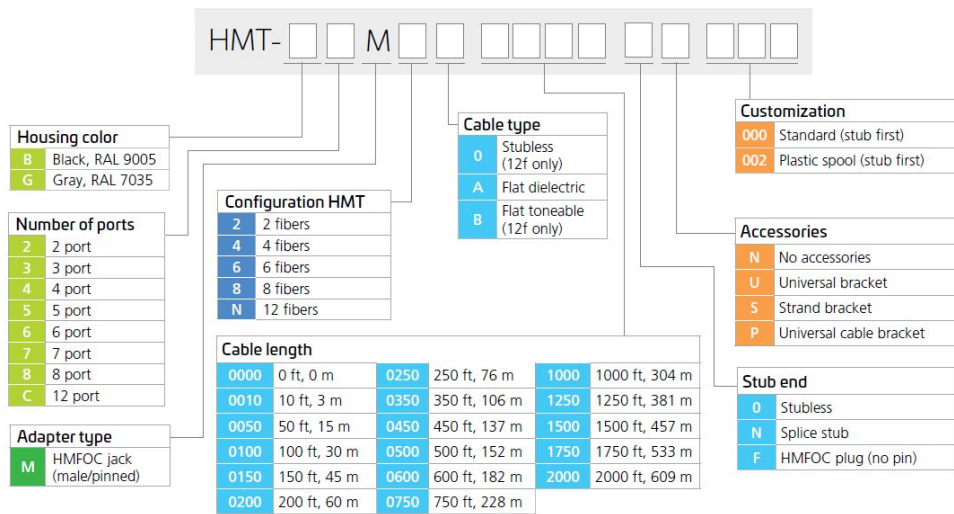 HMT- M
Housing color
B Black, RAL 9005
G Gray, RAL 7035
Number of ports
2 2 port
3 3 port
4 4 port
5 5 port
6 6 port
7 7 port
8 8 port
C 12 port
Adapter type
M HMFOC jack
(male/pinned)
Configuration HMT
2 2 fibers
4 4 fibers
6 6 fibers
8 8 fibers
N 12 fibers
Cable type
0 Stubless
(12f only)
A Flat dielectric
B Flat toneable
(12f only)
Cable length
0000 0 ft, 0 m 0250 250 ft, 76 m 1000 1000 ft, 304 m
0010 10 ft, 3 m 0350 350 ft, 106 m 1250 1250 ft, 381 m
0050 50 ft, 15 m 0450 450 ft, 137 m 1500 1500 ft, 457 m
0100 100 ft, 30 m 0500 500 ft, 152 m 1750 1750 ft, 533 m
0150 150 ft, 45 m 0600 600 ft, 182 m 2000 2000 ft, 609 m
0200 200 ft, 60 m 0750 750 ft, 228 m
Customization
000 Standard (stub first)
002 Plastic spool (stub first)
Accessories
N No accessories
U Universal bracket
S Strand bracket
P Universal cable bracket
Stub end
0 Stubless
N Splice stub
F HMFOC plug (no pin)